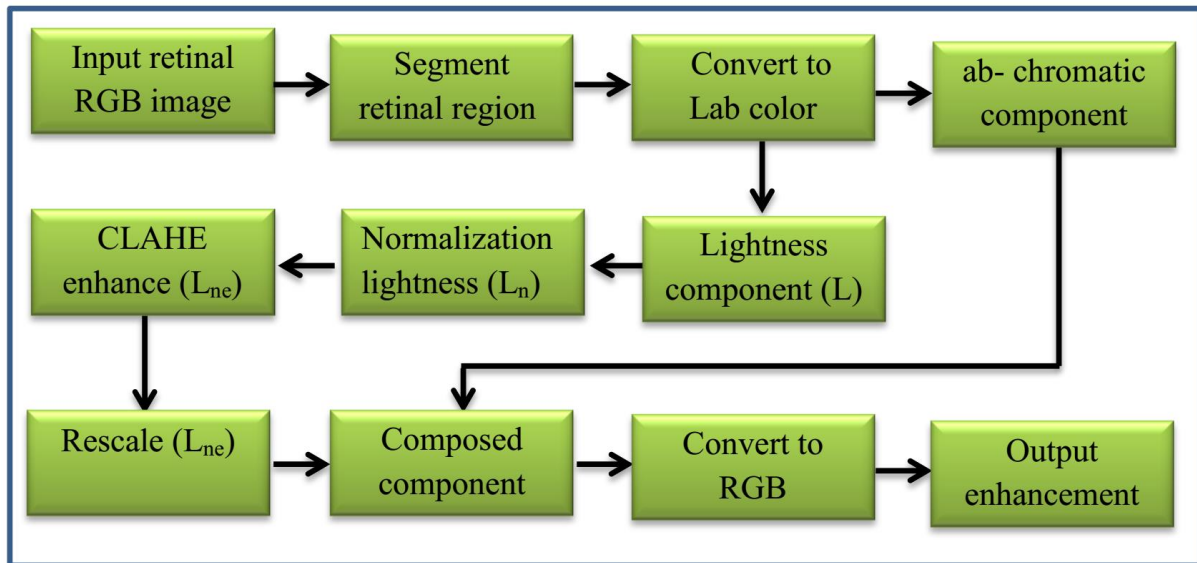 Input retinal
RGB image
Segment
retinal region
Convert to
Lab color
ab- chromatic
component
CLAHE
enhance (Lne)
Normalization
lightness (Ln)
Lightness
component (L)
Rescale (Lne)
Composed
component
Convert to
RGB
Output
enhancement